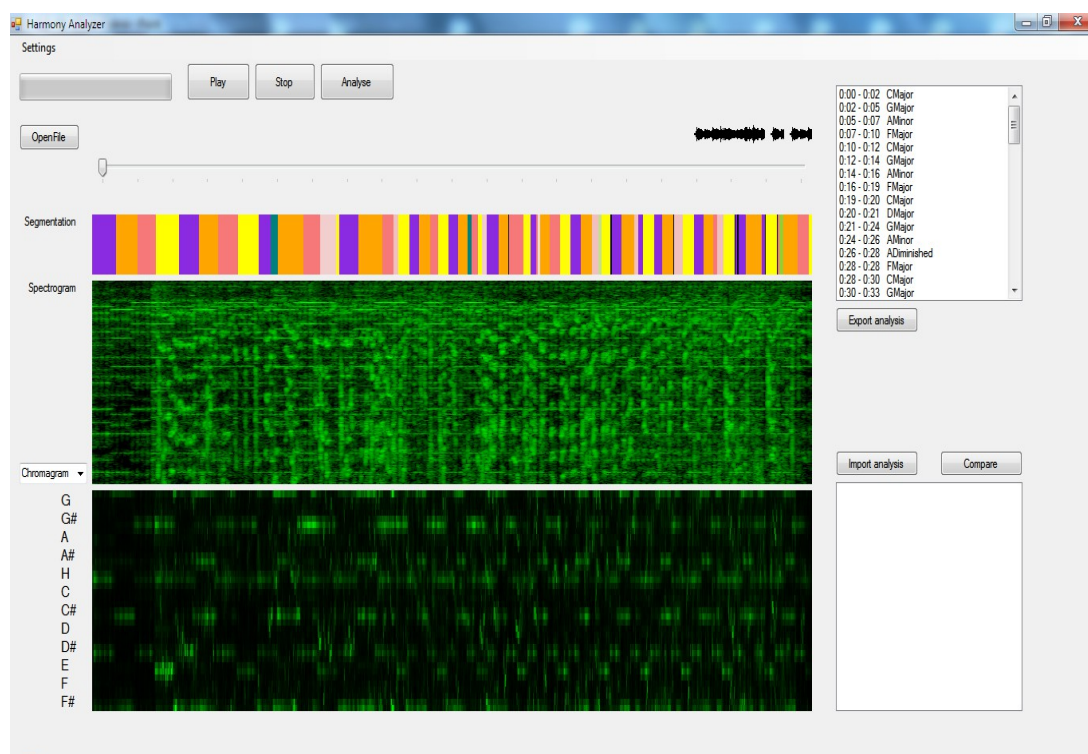 Harmony Analyzer
Settings
Play Stop Analyse
OpenFile
Segmentation
Spectrogram
Chromagram
G
G#
A
A#
H
C
C#
D
D#
E
F
F#
0:00 - 0:02 CMajor
0:02 - 0:05 GMajor
0:05 - 0:07 AMinor
0:07 - 0:10 FMajor
0:10 - 0:12 CMajor
0:12 - 0:14 GMajor
0:14 - 0:16 AMinor
0:16 - 0:19 FMajor
0:19 - 0:20 CMajor
0:20 - 0:21 DMajor
0:21 - 0:24 GMajor
0:24 - 0:26 AMinor
0:26 - 0:28 ADiminished
0:28 - 0:28 FMajor
0:28 - 0:30 CMajor
0:30 - 0:33 GMajor
Export analysis
Import analysis Compare